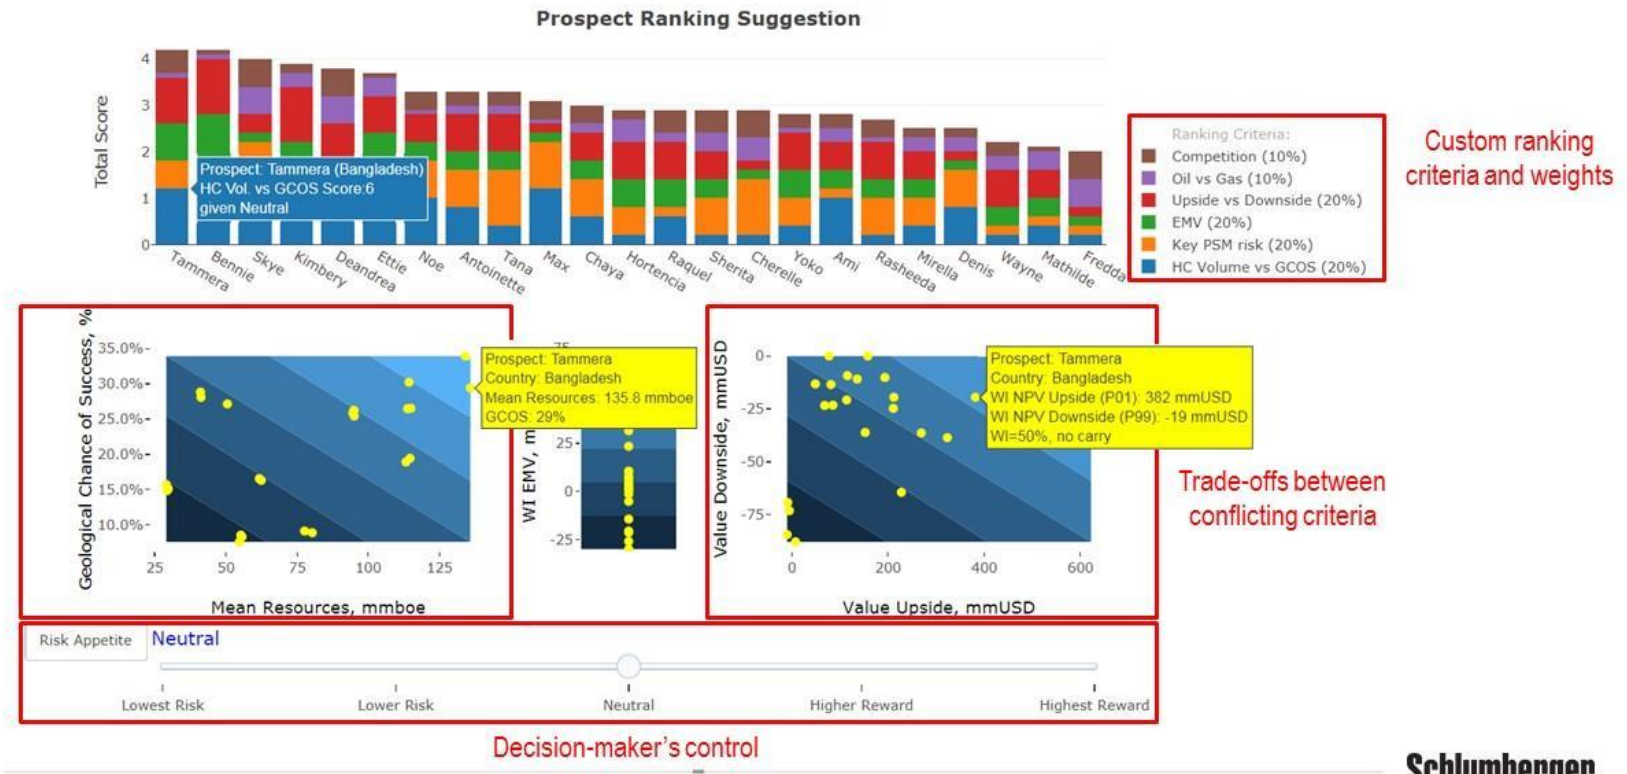 Prospect Ranking Suggestion
Total Score
4
3
2
1
0
Prospect: Tammera (Bangladesh)
HC Vol. vs GCOS Score:6
given Neutral
Tammera
Bennie
Skye
Kimbery
Deandrea
Ettie
Noe
Antoinette
Tana
Max
Chaya
Hortencia
Raquel
Sherita
Cherelle
Yoko
Arni
Rasheeda
Mirella
Denis
Wayne
Mathilde
Fredda
Ranking Criteria:
Competition (10%)
Oil vs Gas (10%)
Upside vs Downside (20%)
EMV (20%)
Key PSM risk (20%)
HC Volume vs GCOS (20%)
Custom ranking
criteria and weights
Geological Chance of Success, %
35.0%-
30.0%-
25.0%-
20.0%-
15.0%-
10.0%-
25
50
75
100
125
Mean Resources, mmboe
Prospect: Tammera
Country: Bangladesh
Mean Resources: 135.8 mmboe
GCOS: 29%
WI EMV, m
25-
0-
-25-
Value Downside, mmUSD
0-
-25-
-50-
-75-
0
200
400
600
Value Upside, mmUSD
Prospect: Tammera
Country: Bangladesh
WI NPV Upside (P01): 382 mmUSD
WI NPV Downside (P99): -19 mmUSD
WI=50%, no carry
Trade-offs between
conflicting criteria
Risk Appetite
Neutral
Lowest Risk
Lower Risk
Neutral
Higher Reward
Highest Reward
Decision-maker's control
Schlumberger